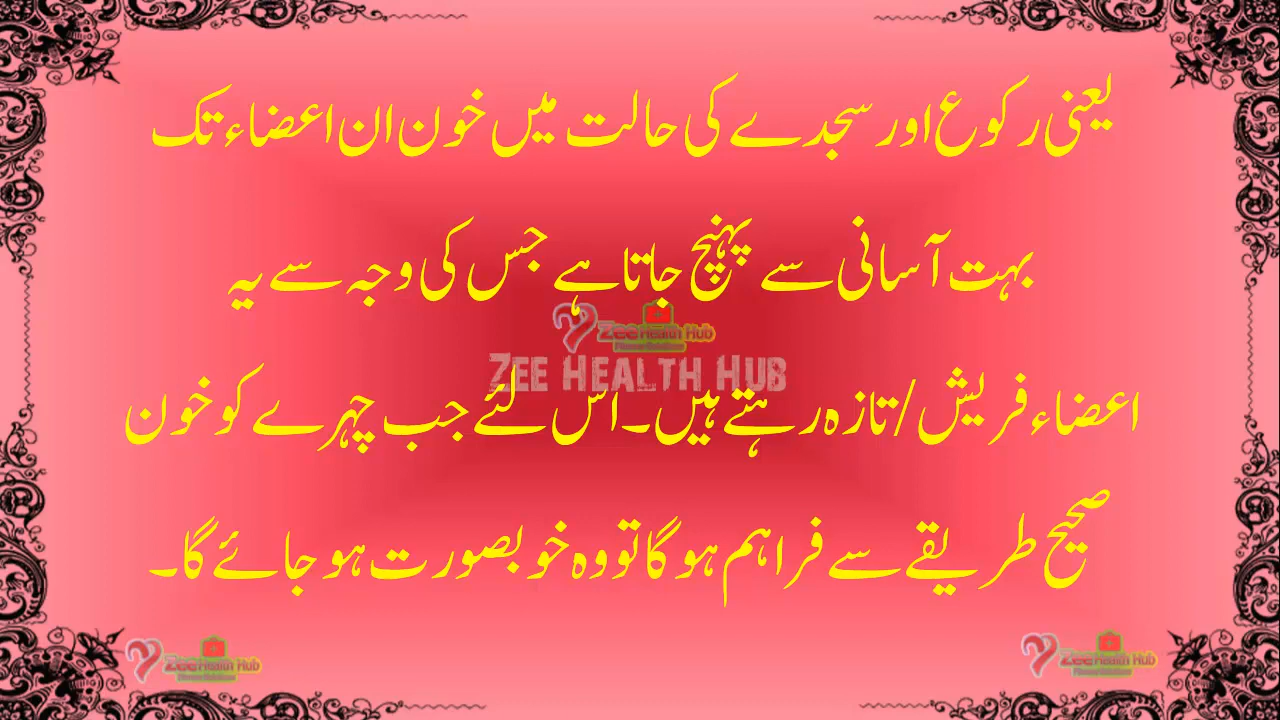 یعنی رکوع اور سجدے کی حالت میں خون ان اعضاء تک
بہت آسانی سے پہنچ جاتا ہے جس کی وجہ سے یہ
Zee Health Hub
ZEE HEALTH HUB
اعضاء فریش/تازہ رہتے ہیں۔ اس لئے جب چہرے کو خون
صحیح طریقے سے فراہم ہو گا تو وہ خوبصورت ہو جائے گا۔
Zee Health Hub
Zee Health Hub